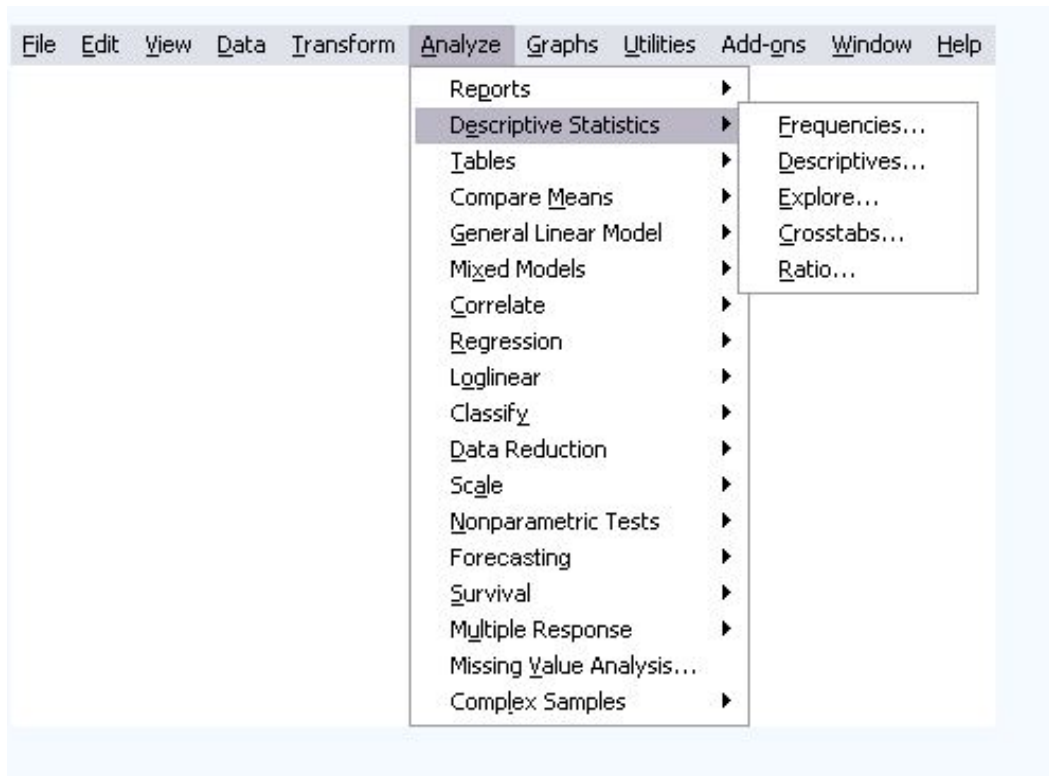 File Edit View Data Transform Analyze Graphs Utilities Add-ons Window Help
Reports
Descriptive Statistics
Tables
Compare Means
General Linear Model
Mixed Models
Correlate
Regression
Loglinear
Classify
Data Reduction
Scale
Nonparametric Tests
Forecasting
Survival
Multiple Response
Missing Value Analysis...
Complex Samples
Frequencies...
Descriptives...
Explore...
Crosstabs...
Ratio...